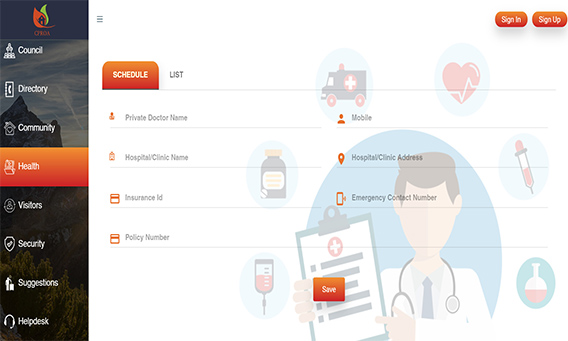 Sign In Sign Up
Council
Directory
Community
Health
Visitors
Security
Suggestions
Helpdesk
SCHEDULE LIST
Private Doctor Name Mobile
Hospital/Clinic Name Hospital/Clinic Address
Insurance Id Emergency Contact Number
Policy Number
Save